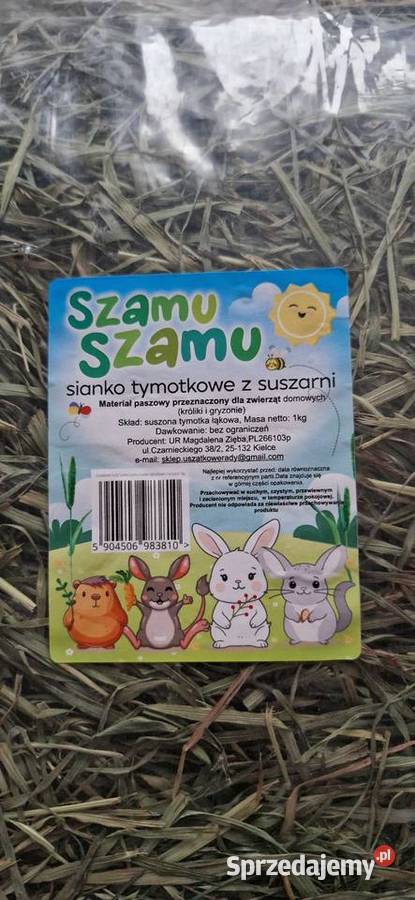 Szamu
Szamu
sianko tymotkowe z suszarni
Materiał paszowy przeznaczony dla zwierząt domowych
(króliki i gryzonie)
Skład: suszona tymotka łąkowa, Masa netto: 1kg
Dawkowanie: bez ograniczeń
Producent: UR Magdalena Zięba,PL266103p
ul.Czarnieckiego 38/2, 25-132 Kielce
e-mail: sklep.uszatkowerady@gmail.com
Najlepiej wykorzystać przed: data równoznaczna
z nr referencyjnym partii.Data znajduje się
w górnej części opakowania.
Przechowywać w suchym, czystym, przewiewnym
i zacienionym miejscu, w temperaturze pokojowej.
Producent nie odpowiada za niewłaściwe przechowywanie
produktu
5 904506 983810 >
Sprzedajemy.pl